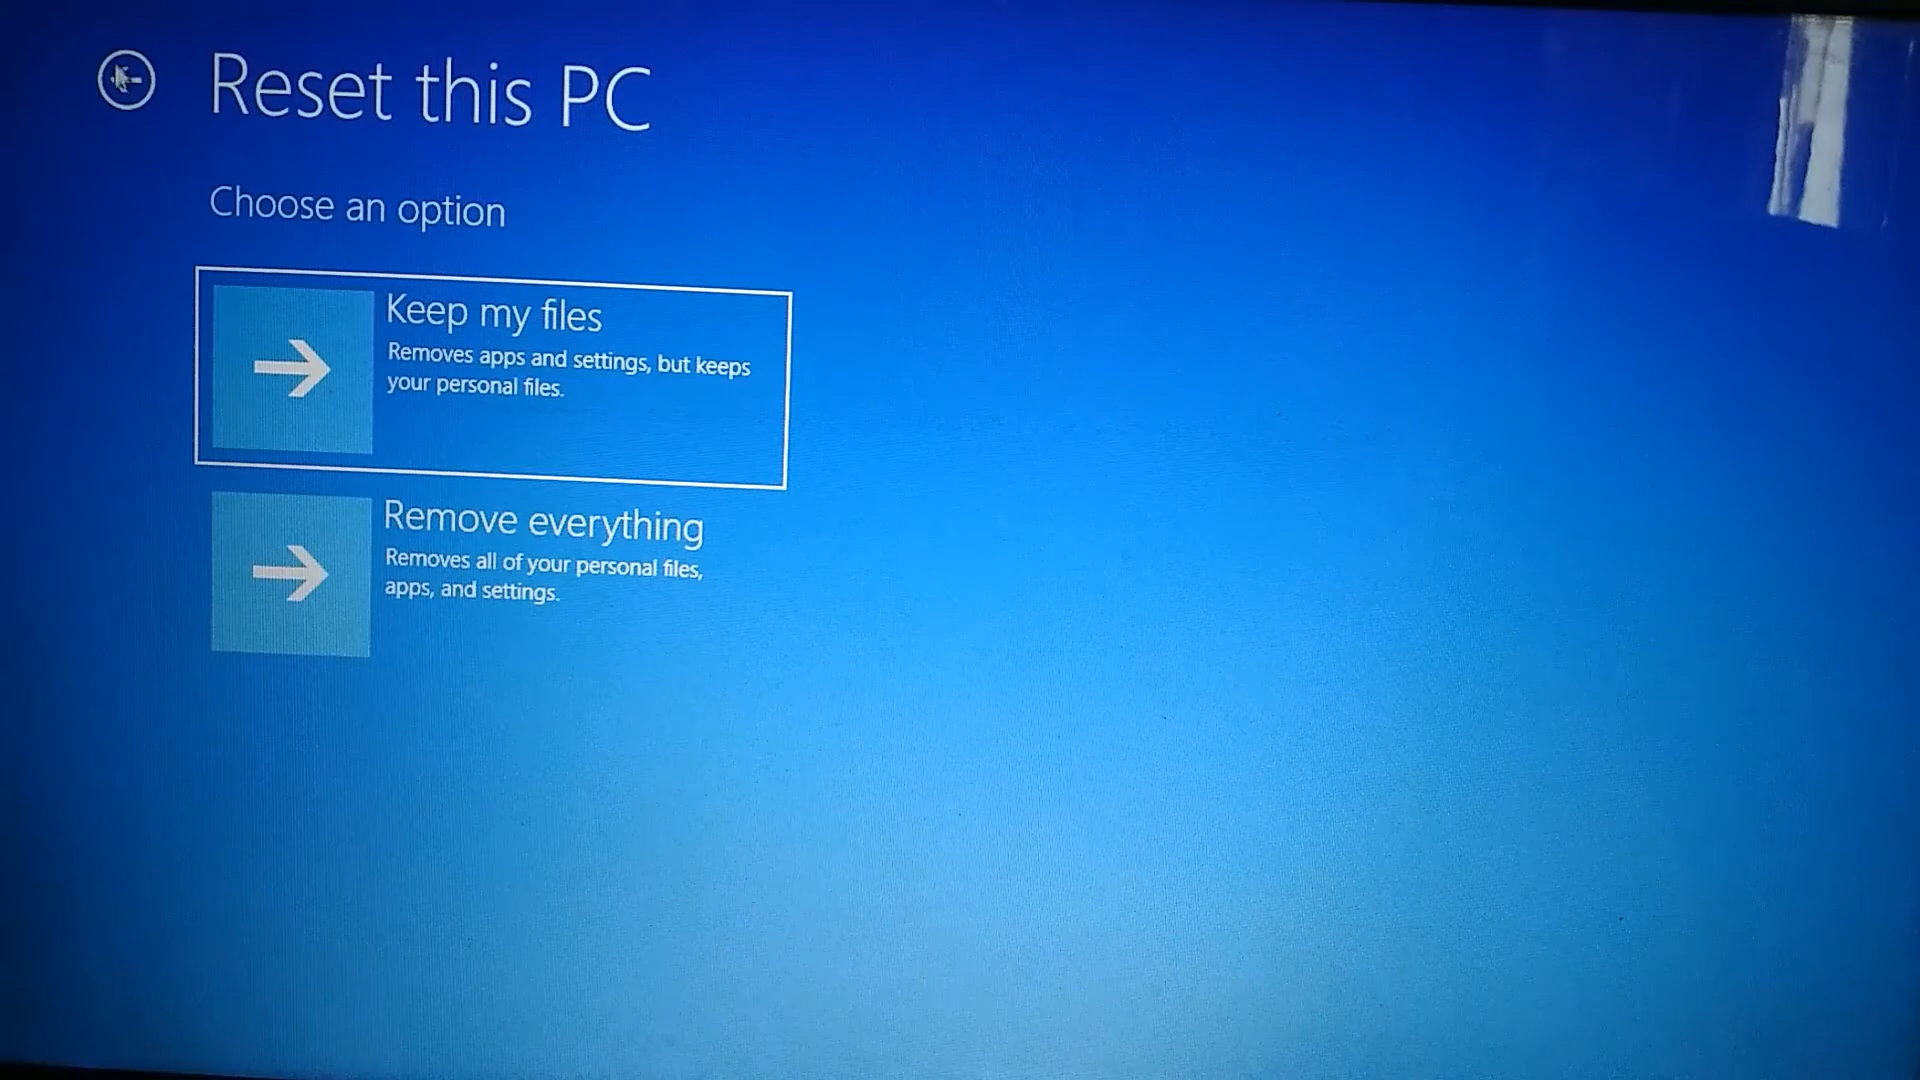 Reset this PC
Choose an option
Keep my files
Removes apps and settings, but keeps
your personal files.
Remove everything
Removes all of your personal files,
apps, and settings.